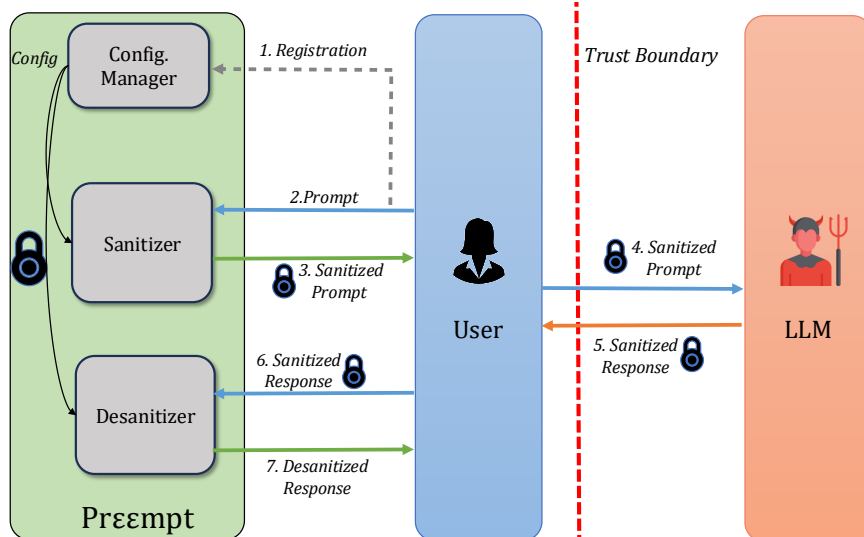 Config
Config.
Manager
1. Registration
Trust Boundary
2.Prompt
Sanitizer
3. Sanitized
Prompt
4. Sanitized
Prompt
User
LLM
5. Sanitized
Response
6. Sanitized
Response
Desanitizer
7. Desanitized
Response
Prεεmpt